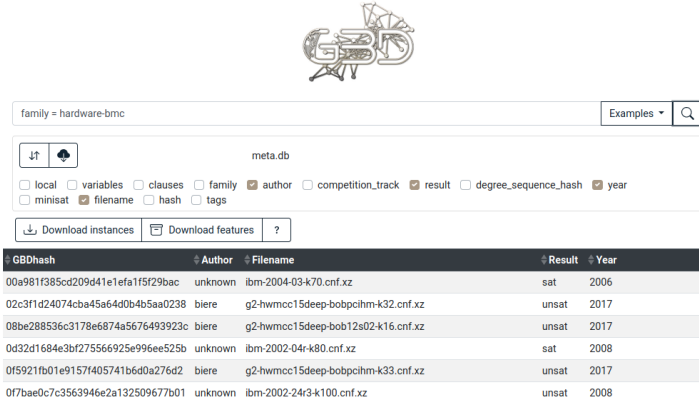 GBD
family = hardware-bmc
Examples
meta.db
local variables clauses family author competition_track result degree_sequence_hash year
minisat filename hash tags
Download instances Download features ?
GBDhash Author Filename Result Year
00a981f385cd209d41e1efa1f5f29bac unknown ibm-2004-03-k70.cnf.xz sat 2006
02c3f1d24074cba45a64d0b4b5aa0238 biere g2-hwmcc15deep-bobpcihm-k32.cnf.xz unsat 2017
08be288536c3178e6874a5676493923c biere g2-hwmcc15deep-bob12s02-k16.cnf.xz unsat 2017
0d32d1684e3bf275566925e996ee525b unknown ibm-2002-04r-k80.cnf.xz sat 2008
0f5921fb01e9157f405741b6d0a276d2 biere g2-hwmcc15deep-bobpcihm-k33.cnf.xz unsat 2017
0f7bae0c7c3563946e2a132509677b01 unknown ibm-2002-24r3-k100.cnf.xz unsat 2008